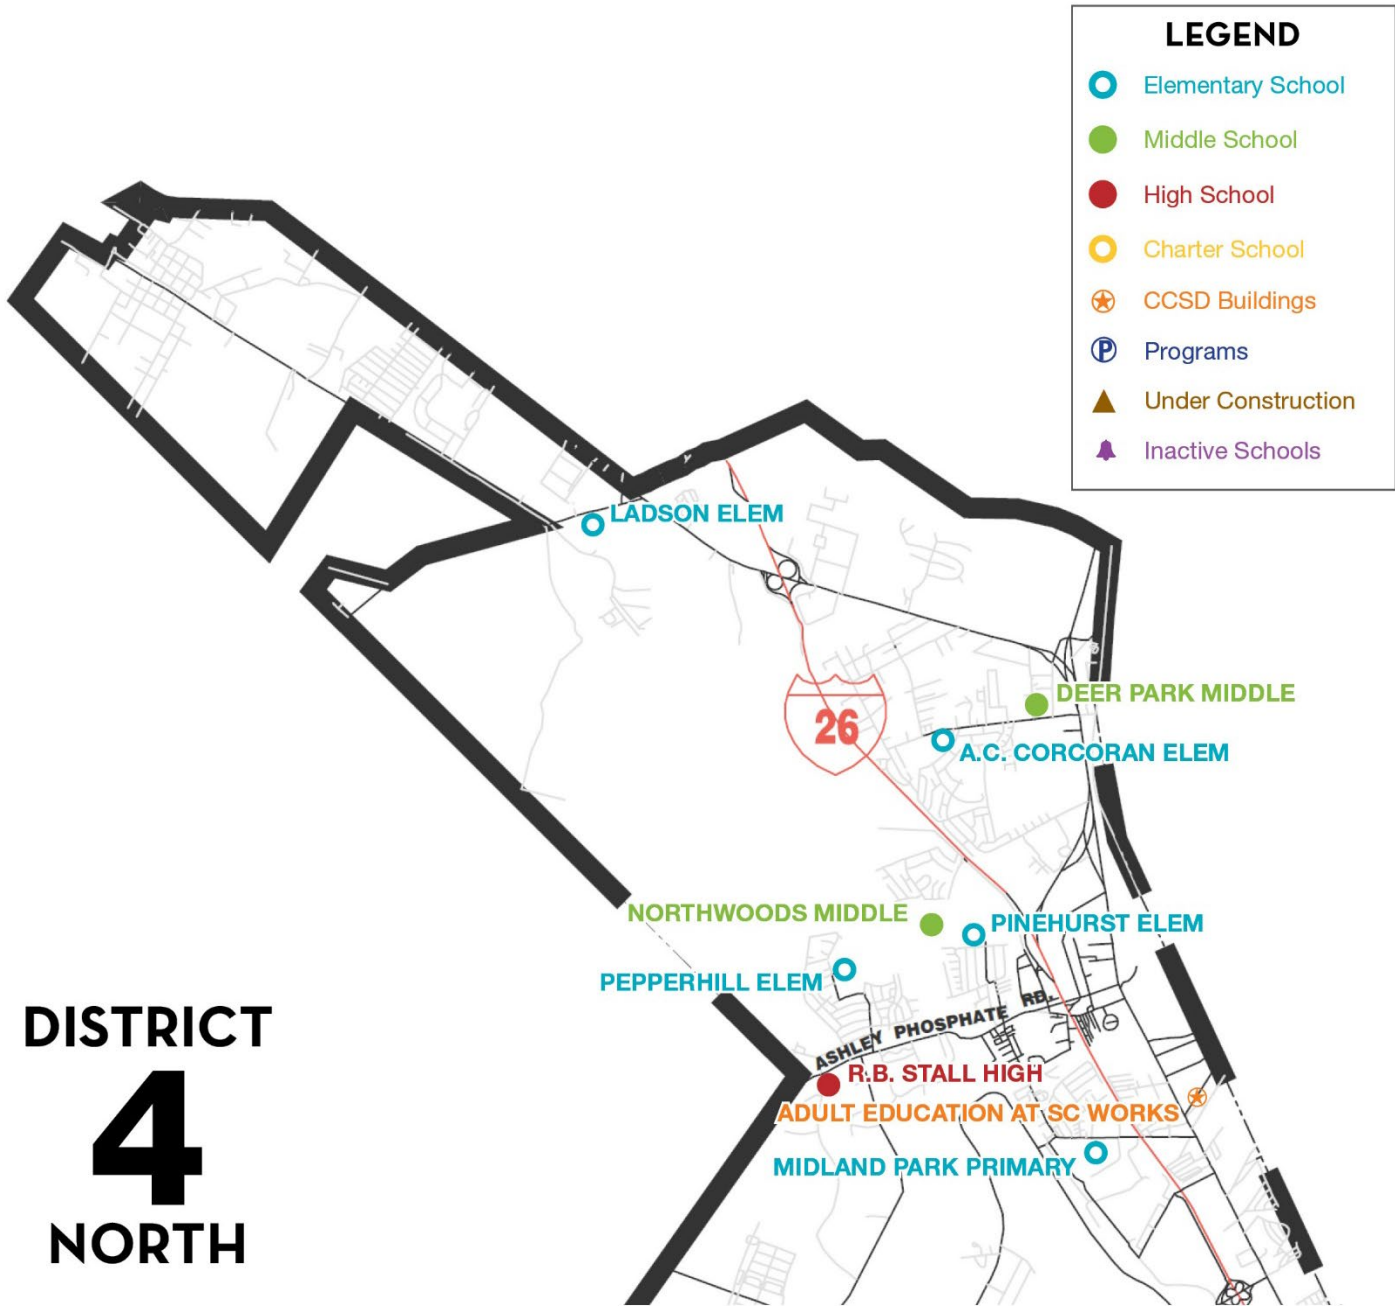 LEGEND
Elementary School
Middle School
High School
Charter School
CCSD Buildings
P
Programs
Under Construction
Inactive Schools
LADSON ELEM
DEER PARK MIDDLE
26
A.C. CORCORAN ELEM
NORTHWOODS MIDDLE
PINEHURST ELEM
PEPPERHILL ELEM
ASHLEY PHOSPHATE RD.
R.B. STALL HIGH
ADULT EDUCATION AT SC WORKS
MIDLAND PARK PRIMARY
DISTRICT
4
NORTH